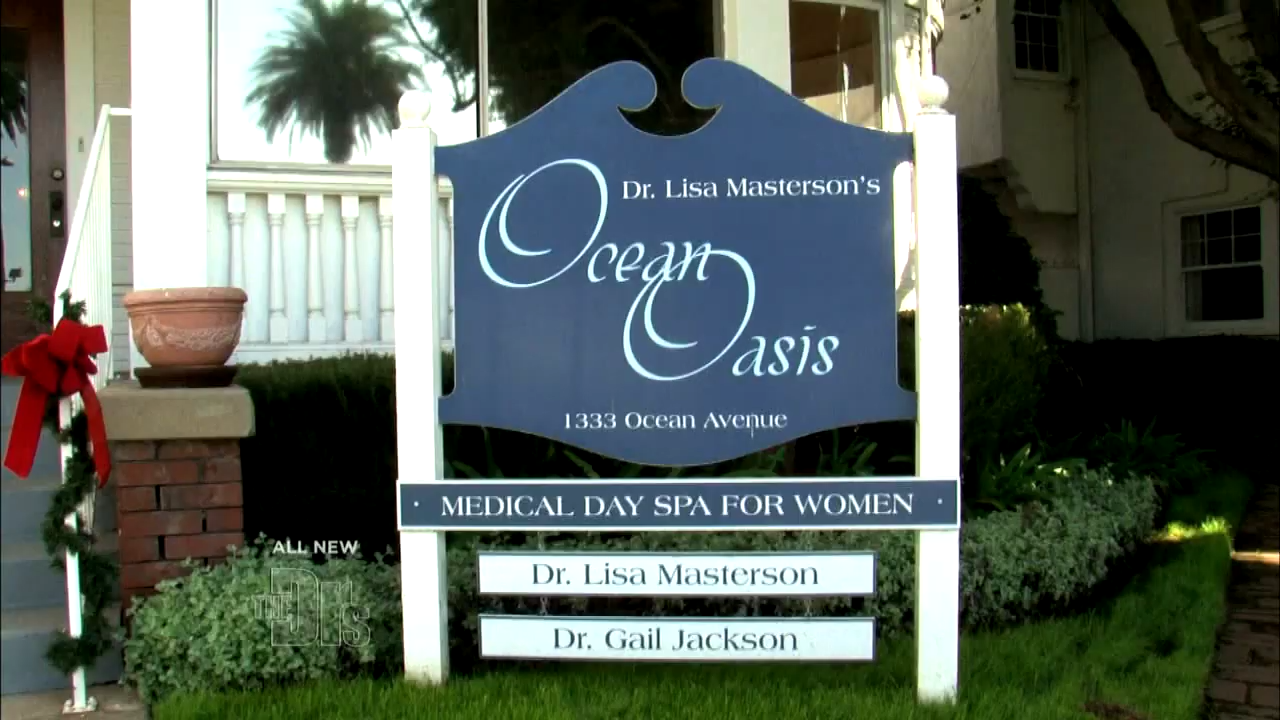 Dr. Lisa Masterson's
Ocean
Oasis
1333 Ocean Avenue
· MEDICAL DAY SPA FOR WOMEN ·
Dr. Lisa Masterson
Dr. Gail Jackson
ALL NEW
THE DRS